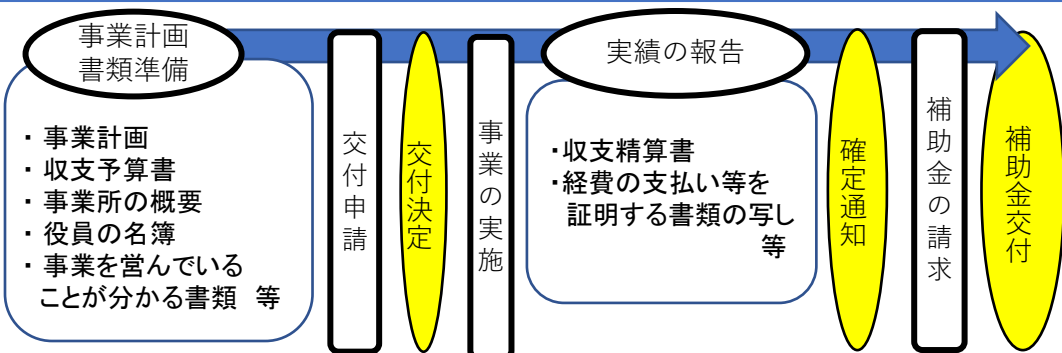 事業計画
書類準備
・ 事業計画
・ 収支予算書
・ 事業所の概要
・ 役員の名簿
・ 事業を営んでいる
ことが分かる書類　等
交付申請
交付決定
事業の実施
実績の報告
・収支精算書
・経費の支払い等を
証明する書類の写し
等
確定通知
補助金の請求
補助金交付